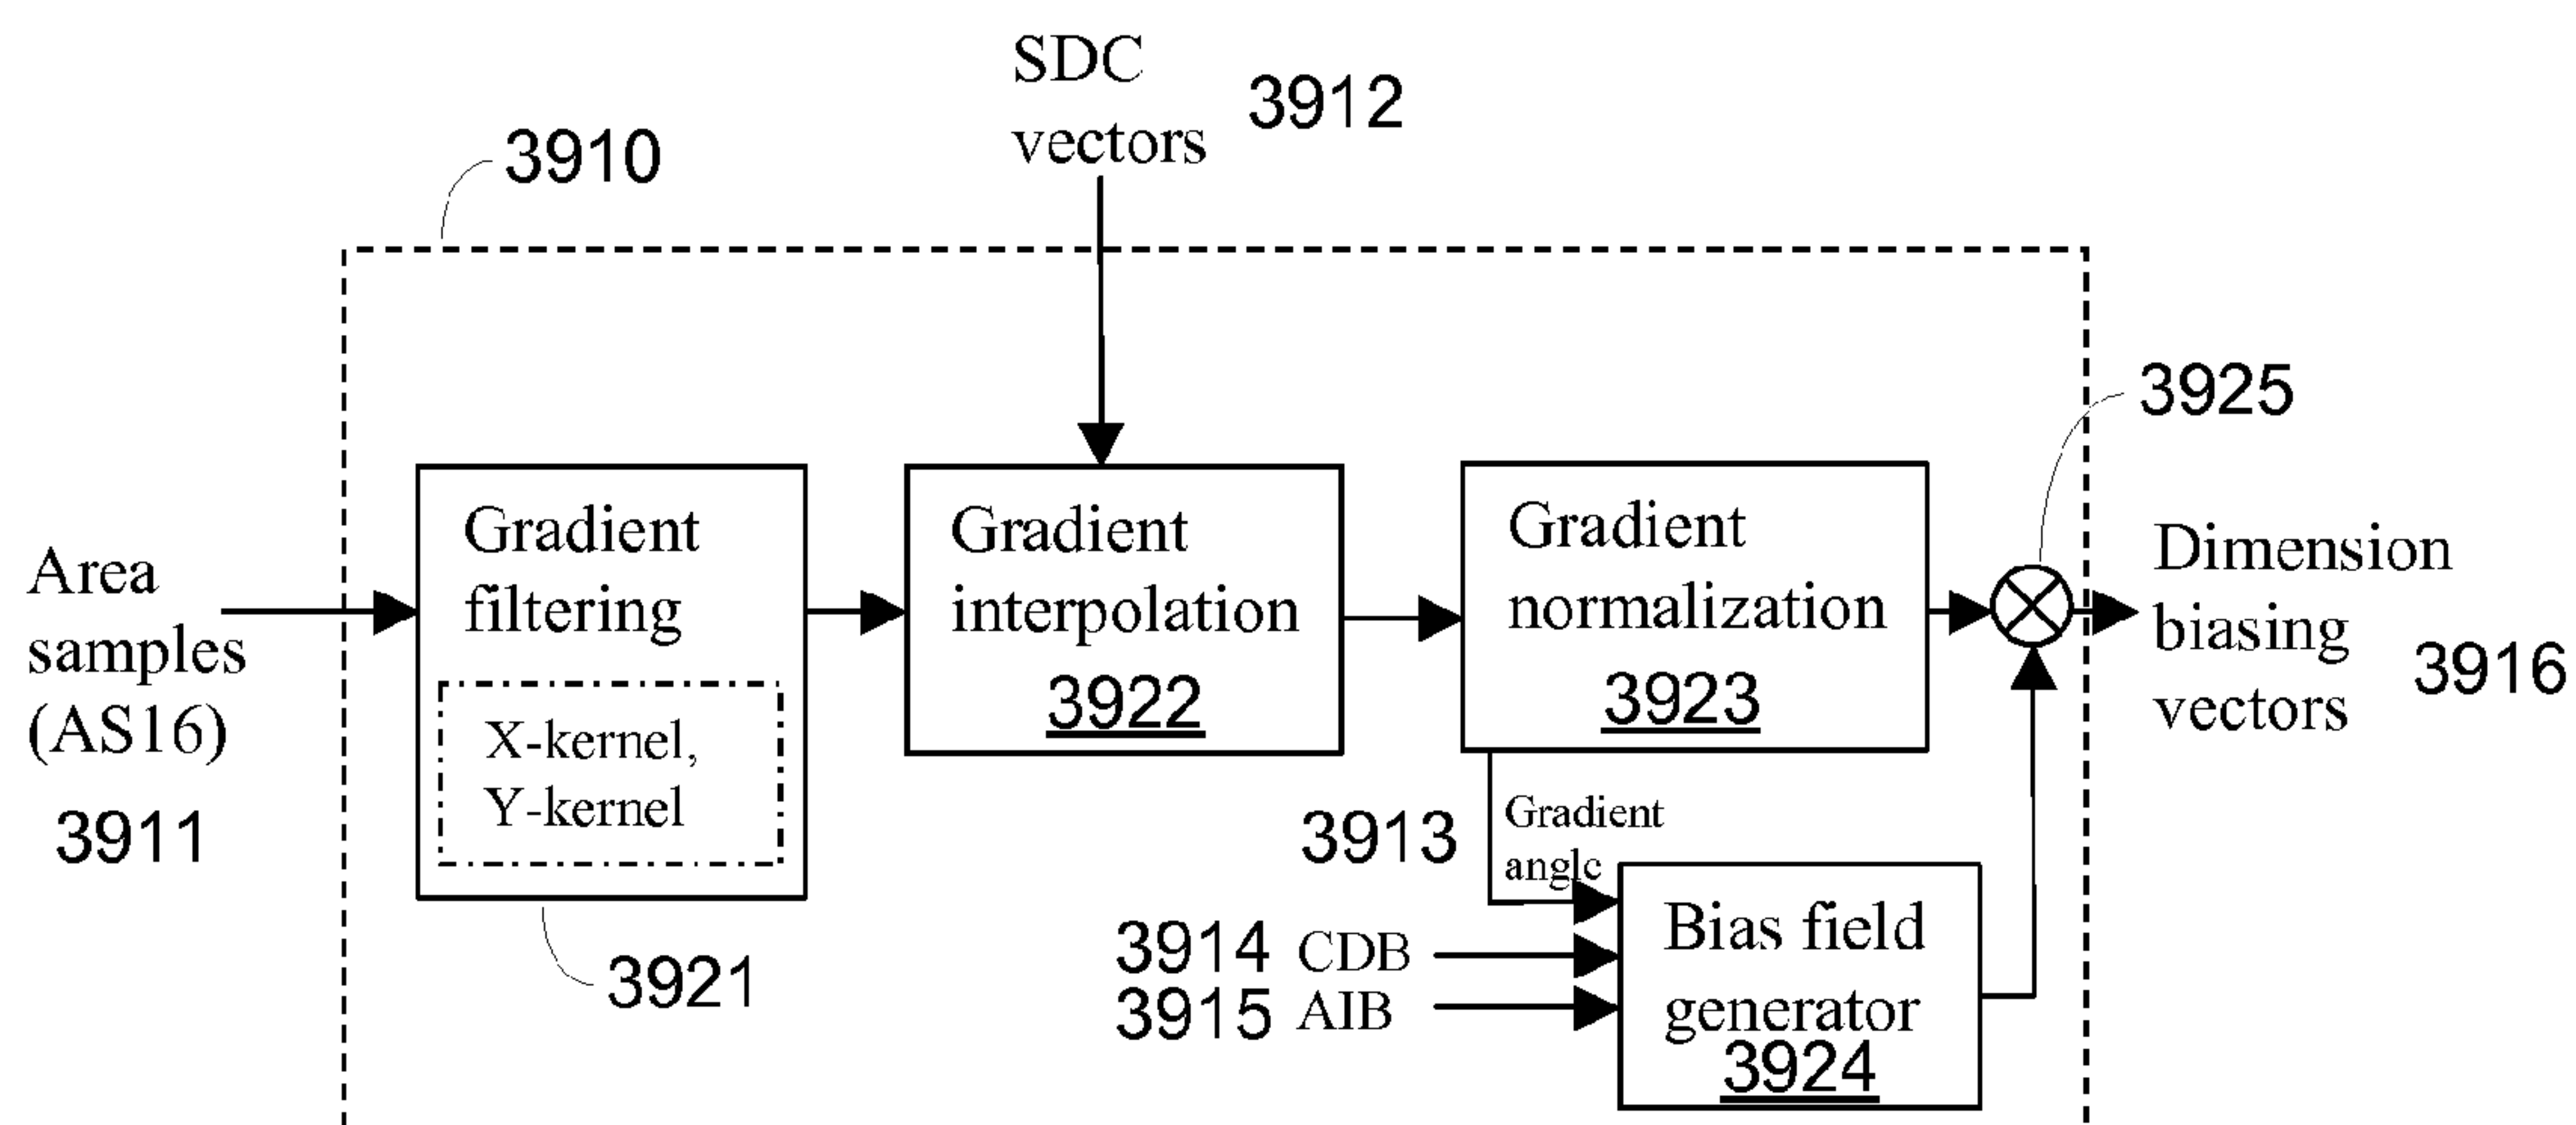 SDC
vectors
3912
3910
3925
Area
samples
(AS16)
3911
Gradient
filtering
X-kernel,
Y-kernel
3921
Gradient
interpolation
3922
Gradient
normalization
3923
Dimension
biasing
vectors
3916
3913
Gradient
angle
3914 CDB
3915 AIB
Bias field
generator
3924